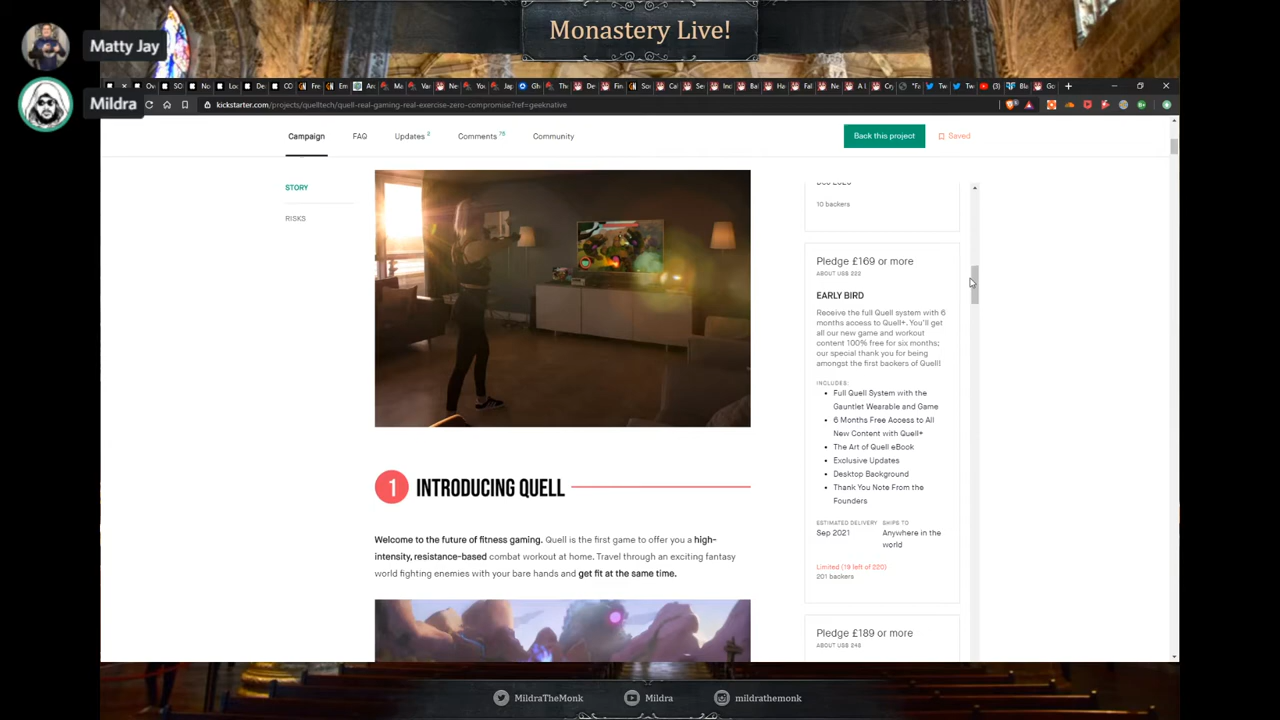 Monastery Live!
Matty Jay
Mildra
kickstarter.com/projects/quelltech/quell-real-gaming-real-exercise-zero-compromise?ref=geeknative
Campaign
FAQ
Updates 2
Comments 75
Community
Back this project
Saved
STORY
RISKS
10 backers
Pledge £169 or more
ABOUT US$ 222
EARLY BIRD
Receive the full Quell system with 6
months access to Quell+. You'll get
all our new game and workout
content 100% free for six months;
our special thank you for being
amongst the first backers of Quell!
INCLUDES:
• Full Quell System with the
Gauntlet Wearable and Game
• 6 Months Free Access to All
New Content with Quell+
• The Art of Quell eBook
• Exclusive Updates
• Desktop Background
• Thank You Note From the
Founders
ESTIMATED DELIVERY
Sep 2021
SHIPS TO
Anywhere in the
world
Limited (19 left of 220)
201 backers
Pledge £189 or more
ABOUT US$ 248
1 INTRODUCING QUELL
Welcome to the future of fitness gaming. Quell is the first game to offer you a high-
intensity, resistance-based combat workout at home. Travel through an exciting fantasy
world fighting enemies with your bare hands and get fit at the same time.
MildraTheMonk
Mildra
mildrathemonk